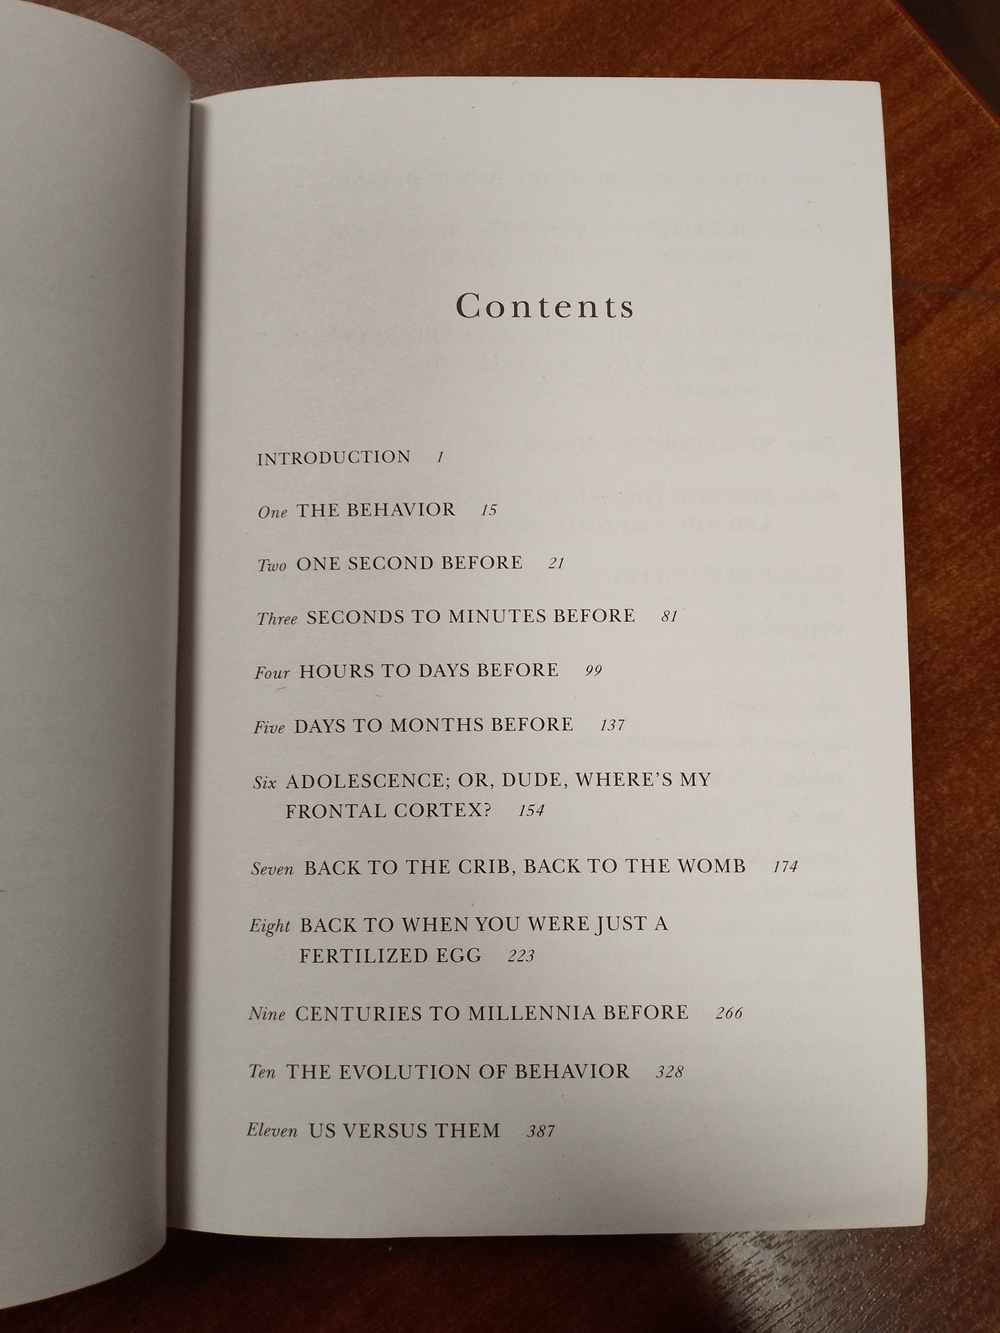 Contents
INTRODUCTION 1
One THE BEHAVIOR 15
Two ONE SECOND BEFORE 21
Three SECONDS TO MINUTES BEFORE 81
Four HOURS TO DAYS BEFORE 99
Five DAYS TO MONTHS BEFORE 137
Six ADOLESCENCE; OR, DUDE, WHERE'S MY
FRONTAL CORTEX? 154
Seven BACK TO THE CRIB, BACK TO THE WOMB 174
Eight BACK TO WHEN YOU WERE JUST A
FERTILIZED EGG 223
Nine CENTURIES TO MILLENNIA BEFORE 266
Ten THE EVOLUTION OF BEHAVIOR 328
Eleven US VERSUS THEM 387